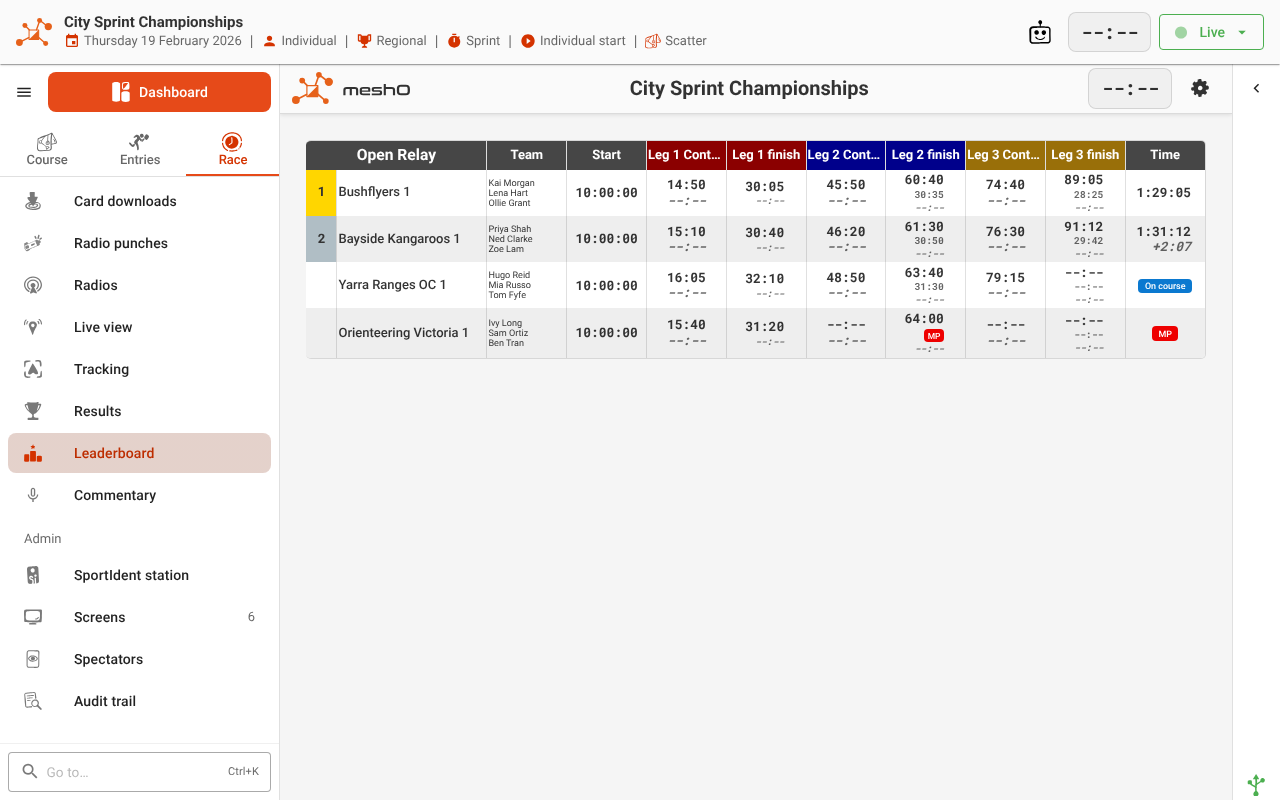 City Sprint Championships
Thursday 19 February 2026 | Individual | Regional | Sprint | Individual start | Scatter
--:--
Live
Dashboard
Course
Entries
Race
Card downloads
Radio punches
Radios
Live view
Tracking
Results
Leaderboard
Commentary
Admin
SportIdent station
Screens 6
Spectators
Audit trail
Go to... Ctrl+K
meshO
City Sprint Championships
--:--
Open Relay Team Start Leg 1 Cont... Leg 1 finish Leg 2 Cont... Leg 2 finish Leg 3 Cont... Leg 3 finish Time
1 Bushflyers 1
Kai Morgan
Lena Hart
Ollie Grant
10:00:00
14:50
--:--
30:05
--:--
45:50
--:--
60:40
30:35
--:--
74:40
--:--
89:05
28:25
--:--
1:29:05
2 Bayside Kangaroos 1
Priya Shah
Ned Clarke
Zoe Lam
10:00:00
15:10
--:--
30:40
--:--
46:20
--:--
61:30
30:50
--:--
76:30
--:--
91:12
29:42
--:--
1:31:12
+2:07
Yarra Ranges OC 1
Hugo Reid
Mia Russo
Tom Fyfe
10:00:00
16:05
--:--
32:10
--:--
48:50
--:--
63:40
31:30
--:--
79:15
--:--
--:--
--:--
--:--
On course
Orienteering Victoria 1
Ivy Long
Sam Ortiz
Ben Tran
10:00:00
15:40
--:--
31:20
--:--
--:--
--:--
64:00
MP
--:--
--:--
--:--
--:--
--:--
--:--
MP